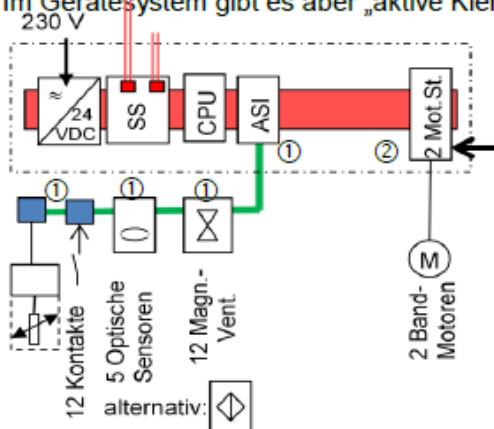 Im Gerätesystem gibt es aber „aktive
230 V
≈
24
VDC
SS
CPU
ASI
2 Mot.St.
①
②
①
①
①
M
12 Kontakte
5 Optische
Sensoren
12 Magn.-
Vent.
2 Band-
Motoren
alternativ: